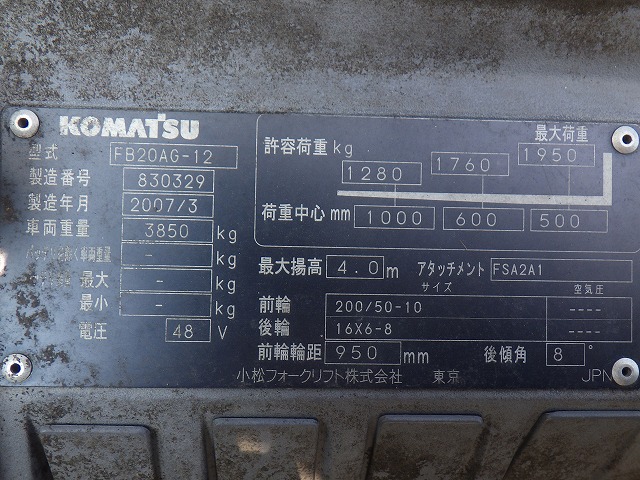 KOMATSU
型式 FB20AG-12
製造番号 830329
製造年月 2007/3
車両重量 3850 kg
車両重量 - kg
最大 - kg
最小 - kg
電圧 48 V
最大荷重
許容荷重 kg 1280 1760 1950
荷重中心 mm 1000 600 500
最大揚高 4.0 m アタッチメント FSA2A1
サイズ 空気圧
前輪 200/50-10 ----
後輪 16X6-8 ----
前輪輪距 950 mm 後傾角 8°
小松フォークリフト株式会社 東京 JPN